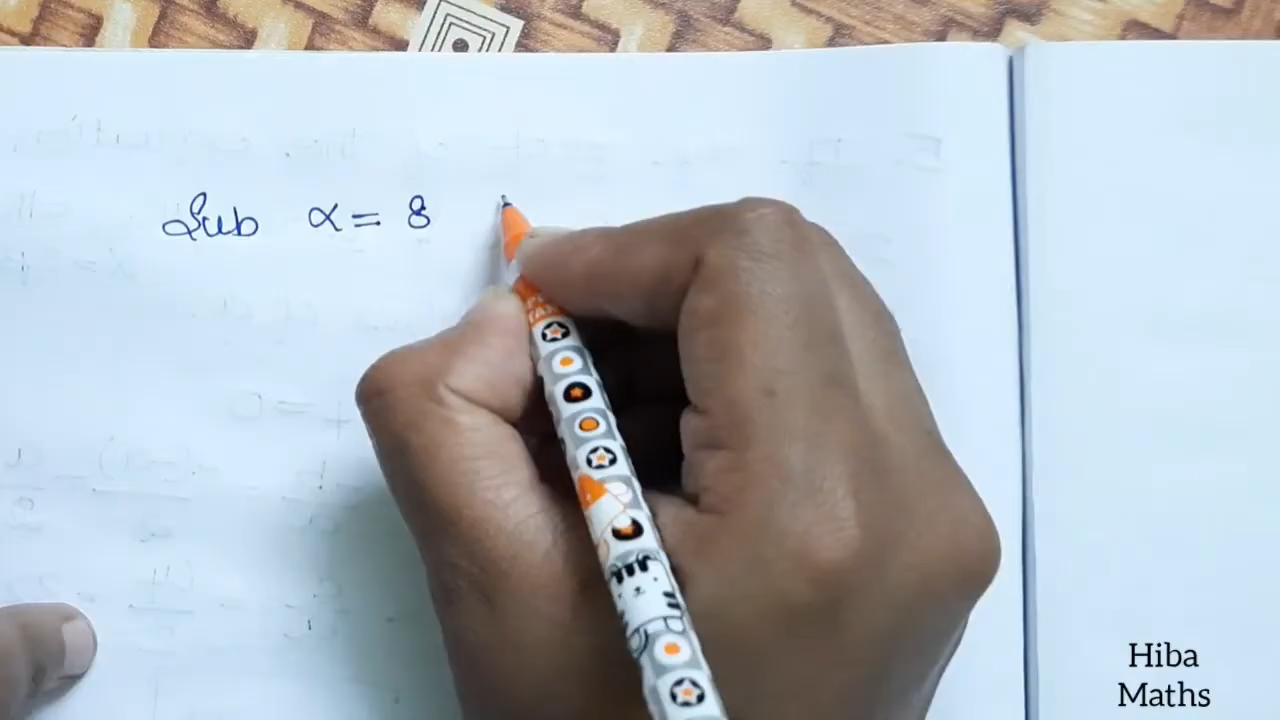 Sub α = 8
Hiba
Maths